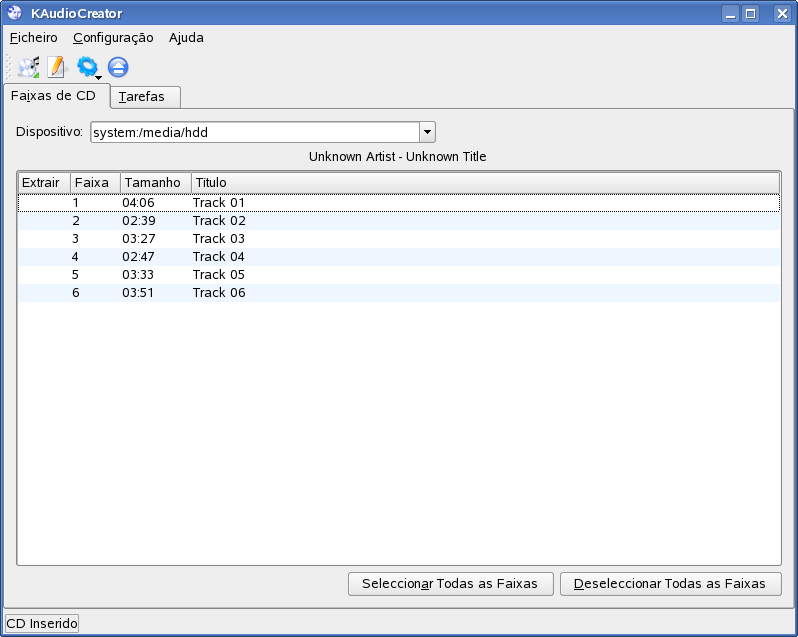 KAudioCreator
Ficheiro Configuração Ajuda
Faixas de CD Tarefas
Dispositivo: system:/media/hdd
Unknown Artist - Unknown Title
Extrair Faixa Tamanho Título
1 04:06 Track 01
2 02:39 Track 02
3 03:27 Track 03
4 02:47 Track 04
5 03:33 Track 05
6 03:51 Track 06
Seleccionar Todas as Faixas Deseleccionar Todas as Faixas
CD Inserido